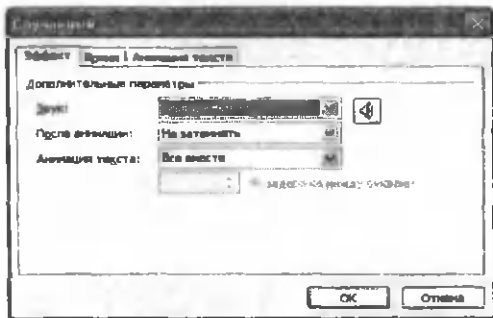 Эффект Время Анимация текста
Дополнительные параметры
Звук:
После анимации: Не затемнять
Анимация текста: Все вместе
% задержка между буквами
ОК Отмена